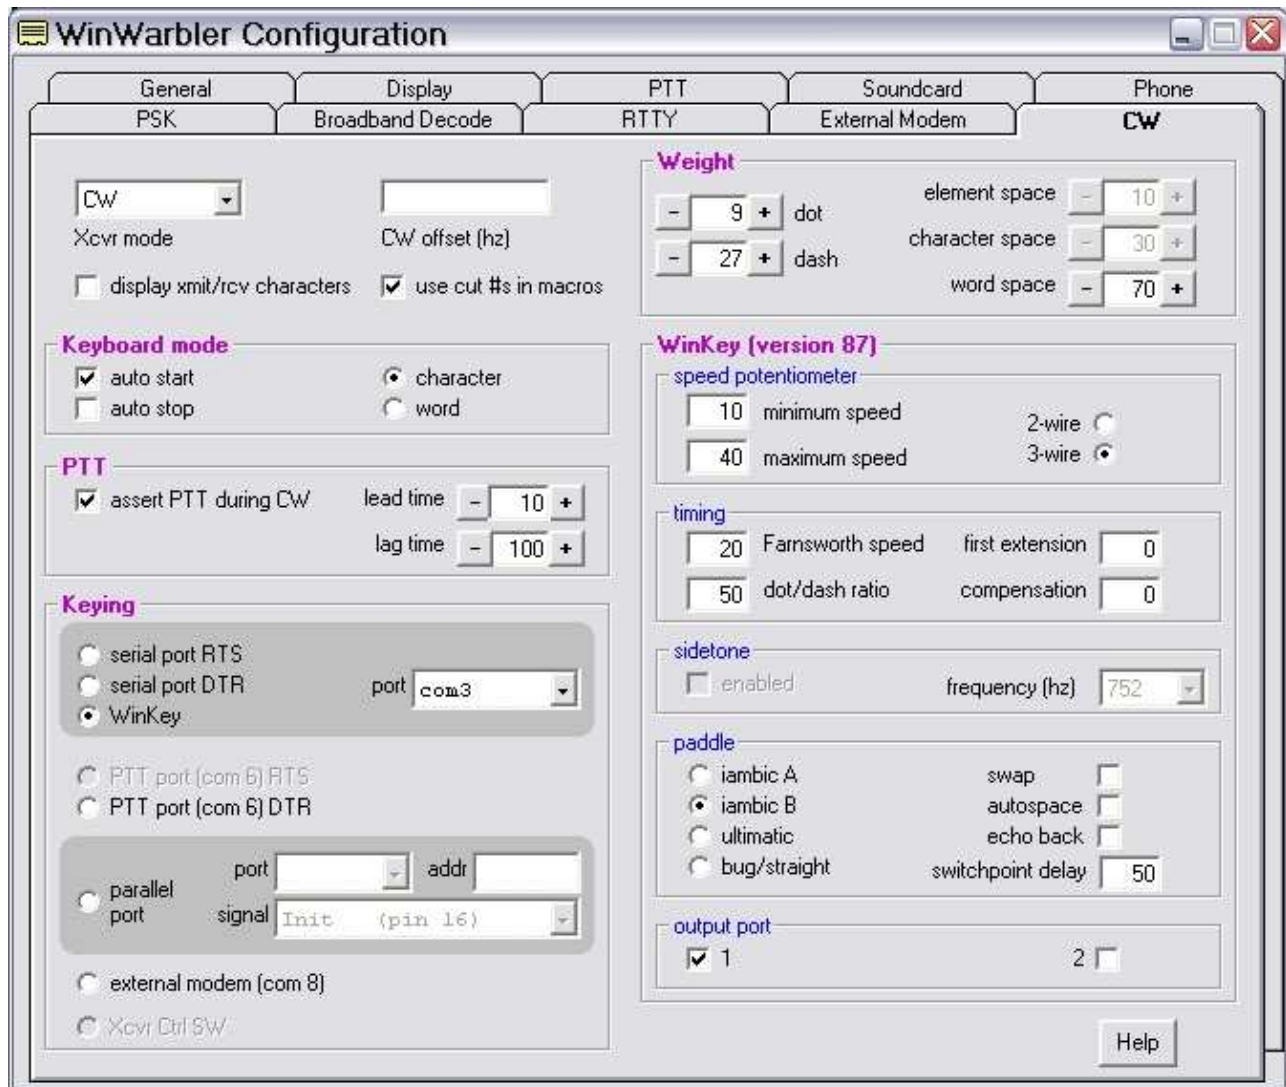 WinWarbler Configuration
General Display PTT Soundcard Phone
PSK Broadband Decode RTTY External Modem CW
CW
Xcvr mode
CW offset (hz)
display xmit/rcv characters
use cut #s in macros
Keyboard mode
auto start
character
auto stop
word
PTT
assert PTT during CW
lead time - 10 +
lag time - 100 +
Keying
serial port RTS
serial port DTR
port com3
WinKey
PTT port (com 6) RTS
PTT port (com 6) DTR
parallel port
port
addr
signal Init (pin 16)
external modem (com 8)
Xcvr Ctrl SW
Weight
- 9 + dot
- 27 + dash
element space - 10 +
character space - 30 +
word space - 70 +
WinKey (version 87)
speed potentiometer
10 minimum speed
40 maximum speed
2-wire
3-wire
timing
20 Farnsworth speed
first extension 0
50 dot/dash ratio
compensation 0
sidetone
enabled
frequency (hz) 752
paddle
iambic A
swap
iambic B
autospace
ultimatic
echo back
bug/straight
switchpoint delay 50
output port
1
2
Help